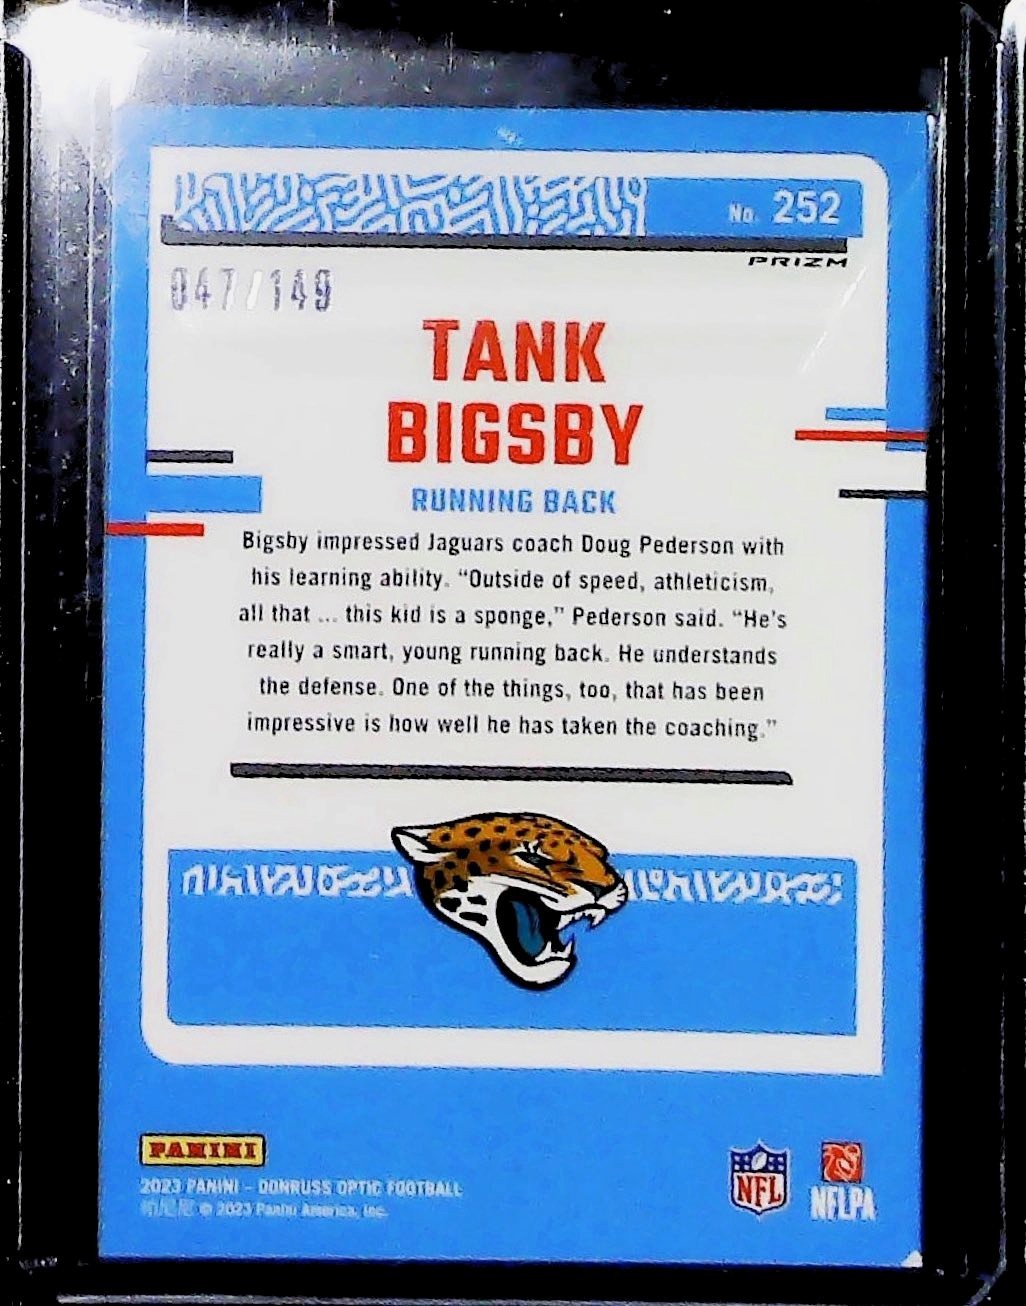 No. 252
PRIZM
047/149
TANK
BIGSBY
RUNNING BACK
Bigsby impressed Jaguars coach Doug Pederson with
his learning ability. “Outside of speed, athleticism,
all that ... this kid is a sponge,” Pederson said. “He's
really a smart, young running back. He understands
the defense. One of the things, too, that has been
impressive is how well he has taken the coaching.”
PANINI
2023 PANINI – DONRUSS OPTIC FOOTBALL
© 2023 Panini America, Inc.
NFL
NFLPA